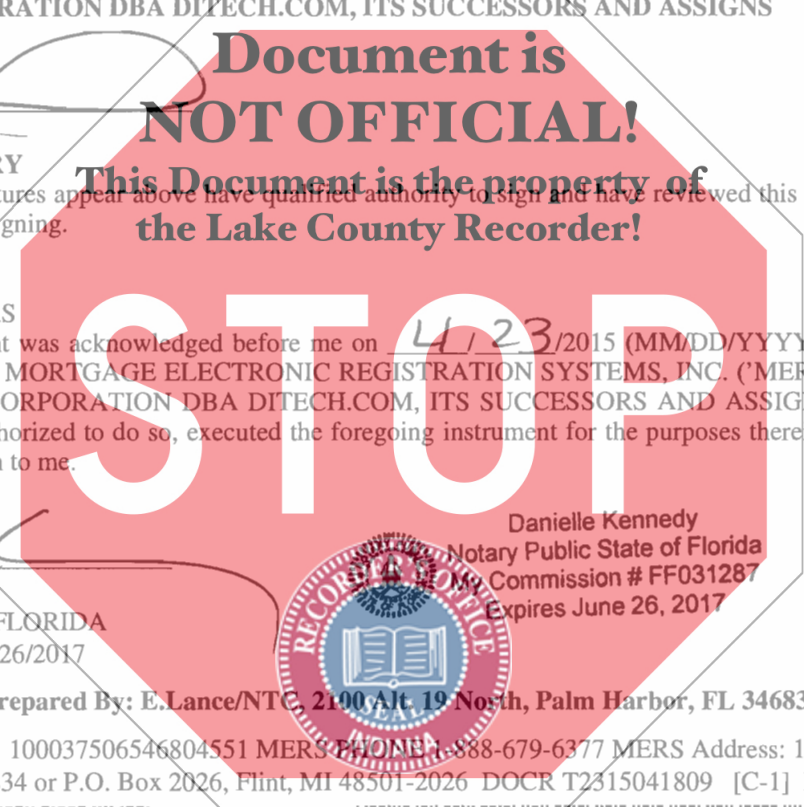 RATION DBA DITECH.COM, ITS SUCCESSORS AND ASSIGNS
Document is
NOT OFFICIAL!
RY
This Document is the property of
tures appear above have qualified authority to sign and have reviewed this
the Lake County Recorder!
gning.
STOP
RS
t was acknowledged before me on 4/23/2015 (MM/DD/YYYY
MORTGAGE ELECTRONIC REGISTRATION SYSTEMS, INC. ('MER
ORPORATION DBA DITECH.COM, ITS SUCCESSORS AND ASSIG
horized to do so, executed the foregoing instrument for the purposes there
n to me.
Danielle Kennedy
Notary Public State of Florida
My Commission # FF031287
Expires June 26, 2017
RECORDER'S OFFICE
SEAL
INDIANA
FLORIDA
26/2017
repared By: E.Lance/NTC, 2100 Alt. 19 North, Palm Harbor, FL 34683
100037506546804551 MERS PHONE 1-888-679-6377 MERS Address: 1
34 or P.O. Box 2026, Flint, MI 48501-2026 DOCR T2315041809 [C-1]